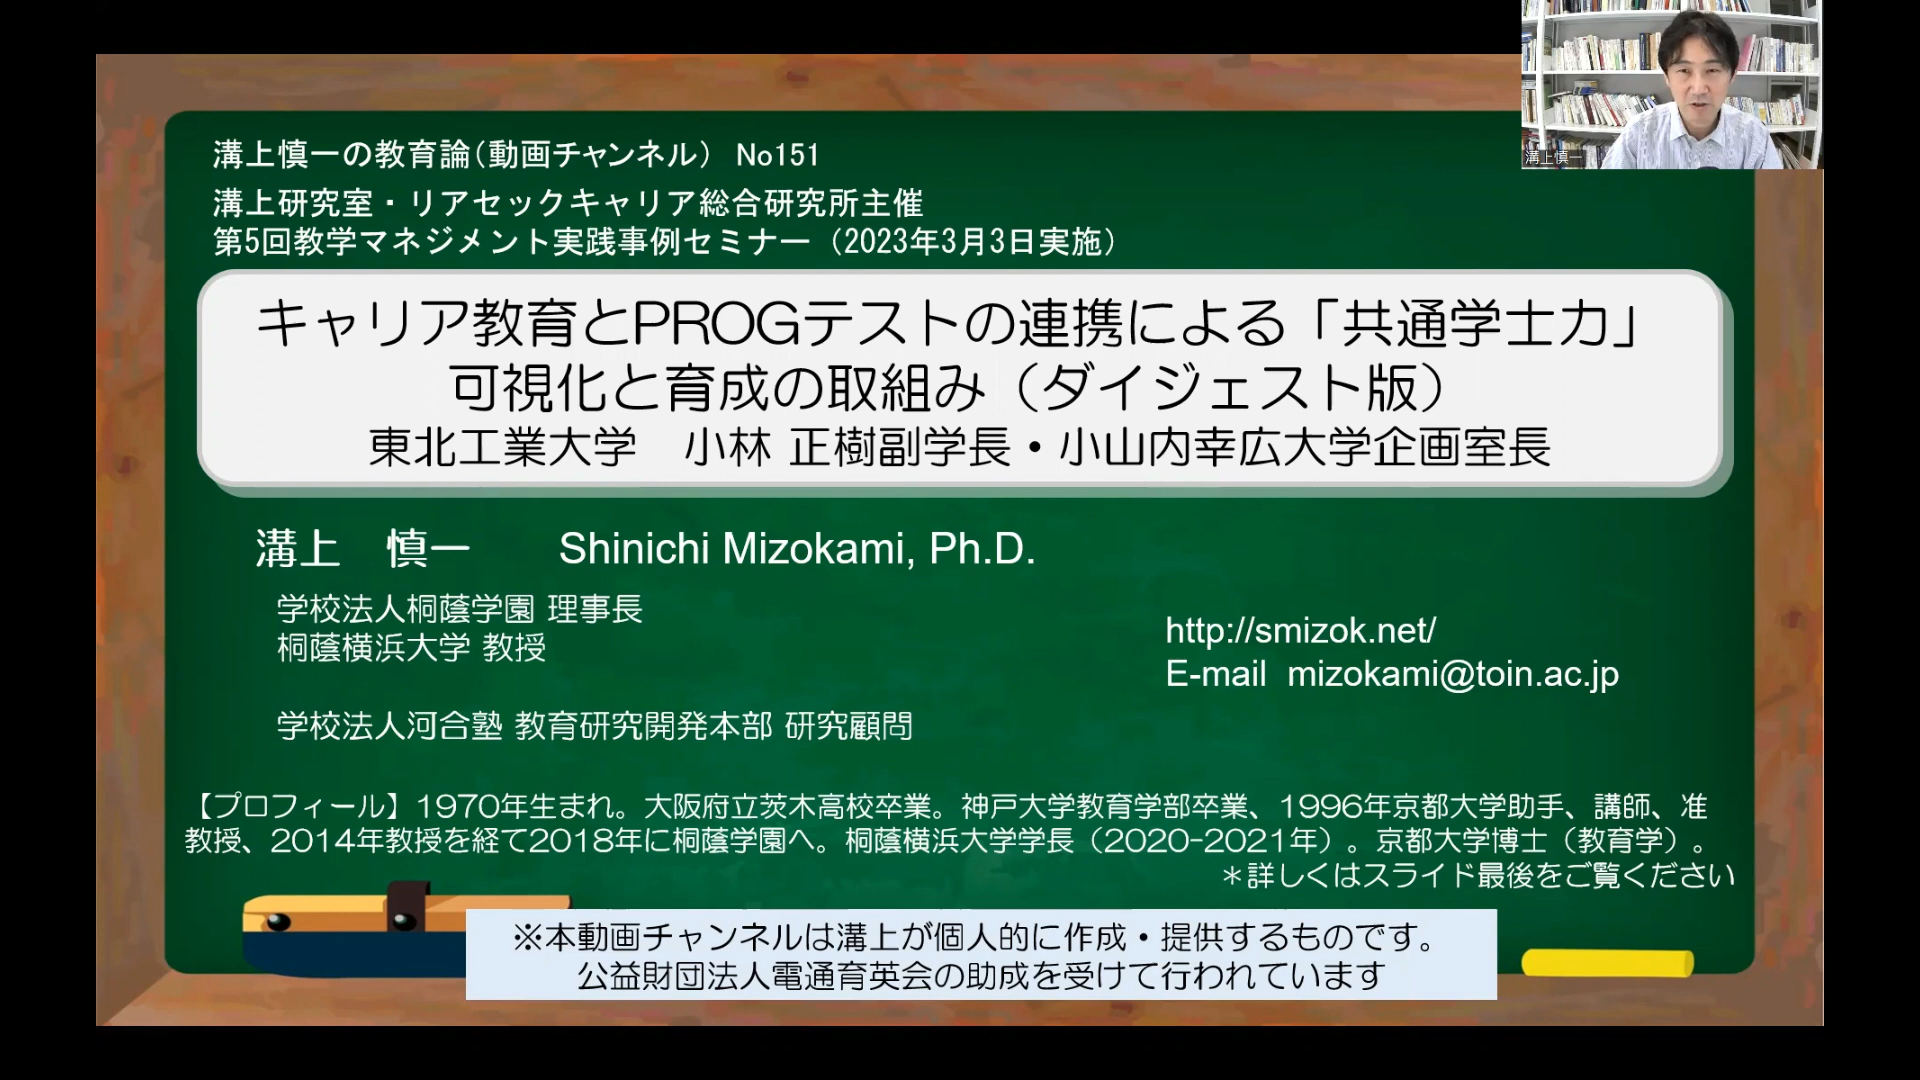 溝上慎一の教育論（動画チャンネル） No151
溝上研究室・リアセックキャリア総合研究所主催
第5回教学マネジメント実践事例セミナー（2023年3月3日実施）
キャリア教育とPROGテストの連携による「共通学士力」
可視化と育成の取組み（ダイジェスト版）
東北工業大学　小林 正樹副学長・小山内幸広大学企画室長
溝上　慎一　　Shinichi Mizokami, Ph.D.
学校法人桐蔭学園 理事長
桐蔭横浜大学 教授
学校法人河合塾 教育研究開発本部 研究顧問
http://smizok.net/
E-mail mizokami@toin.ac.jp
【プロフィール】1970年生まれ。大阪府立茨木高校卒業。神戸大学教育学部卒業、1996年京都大学助手、講師、准
教授、2014年教授を経て2018年に桐蔭学園へ。桐蔭横浜大学学長（2020-2021年）。京都大学博士（教育学）。
＊詳しくはスライド最後をご覧ください
※本動画チャンネルは溝上が個人的に作成・提供するものです。
公益財団法人電通育英会の助成を受けて行われています
溝上慎一